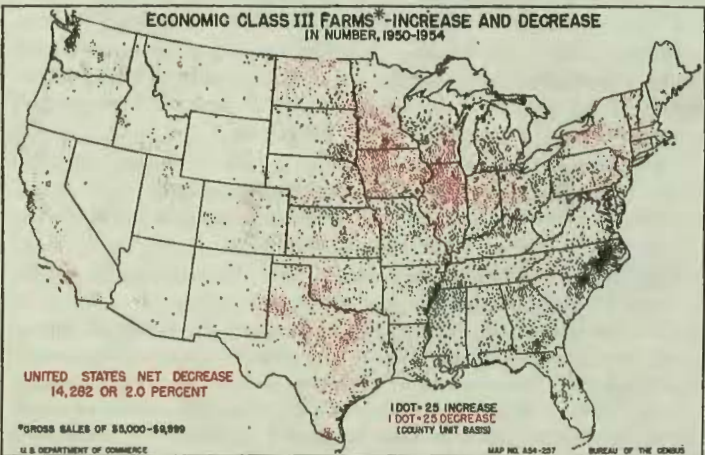 ECONOMIC CLASS III FARMS*-INCREASE AND DECREASE
IN NUMBER, 1950-1954
UNITED STATES NET DECREASE
14,262 OR 2.0 PERCENT
1 DOT=25 INCREASE
1 DOT=25 DECREASE
(COUNTY UNIT BASIS)
*GROSS SALES OF $5,000-$9,999
U. S. DEPARTMENT OF COMMERCE
MAP NO. A54-257
BUREAU OF THE CENSUS